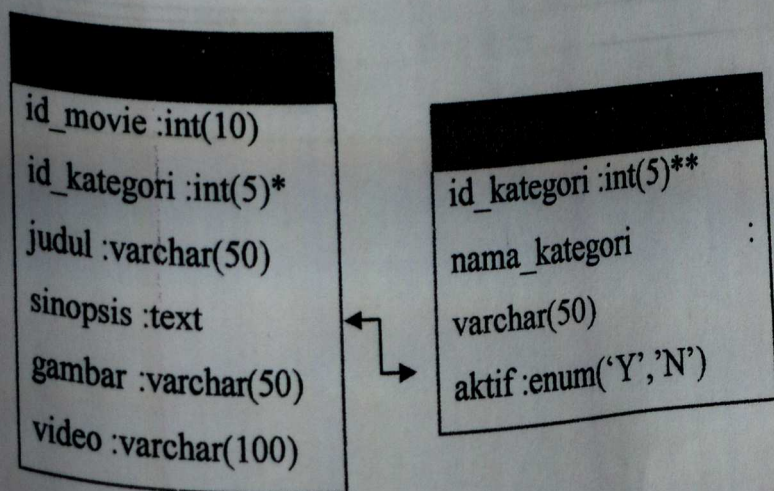 id_movie :int(10)
id_kategori :int(5)*
judul :varchar(50)
sinopsis :text
gambar :varchar(50)
video :varchar(100)
id_kategori :int(5)**
nama_kategori :
varchar(50)
aktif :enum(‘Y’,’N’)